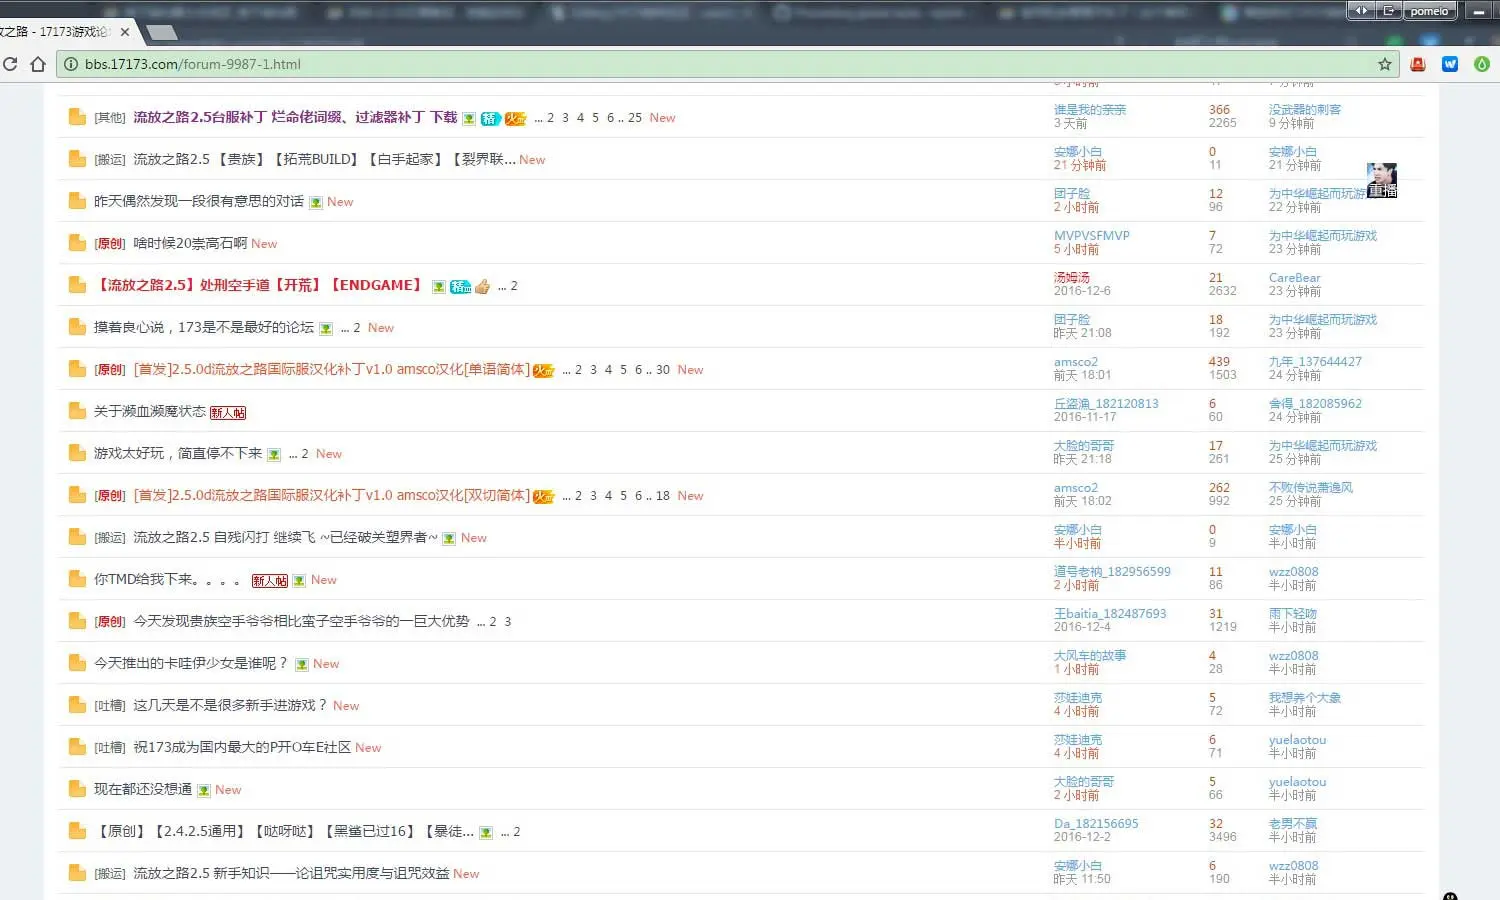 pomelo
之路 - 17173游戏论
bbs.17173.com/forum-9987-1.html
[其他] 流放之路2.5台服补丁 烂命佬词缀、过滤器补丁 下载 精 火 ... 2 3 4 5 6 .. 25 New 谁是我的亲亲 366 没武器的刺客
3 天前 2265 9 分钟前
[搬运] 流放之路2.5 【贵族】【拓荒BUILD】【白手起家】【裂界联... New 安娜小白 0 安娜小白
21 分钟前 11 21 分钟前
昨天偶然发现一段很有意思的对话 New 团子脸 12 为中华崛起而玩游
2 小时前 96 22 分钟前
重播
[原创] 啥时候20崇高石啊 New MVPVSFMVP 7 为中华崛起而玩游戏
5 小时前 72 23 分钟前
【流放之路2.5】处刑空手道【开荒】【ENDGAME】 精 ... 2 汤姆汤 21 CareBear
2016-12-6 2632 23 分钟前
摸着良心说，173是不是最好的论坛 ... 2 New 团子脸 18 为中华崛起而玩游戏
昨天 21:08 192 23 分钟前
[原创] [首发]2.5.0d流放之路国际服汉化补丁v1.0 amsco汉化[单语简体] 火 ... 2 3 4 5 6 .. 30 New amsco2 439 九年_137644427
前天 18:01 1503 24 分钟前
关于濒血濒魔状态 新人帖 丘盗渔_182120813 6 舍得_182085962
2016-11-17 60 24 分钟前
游戏太好玩，简直停不下来 ... 2 New 大脸的哥哥 17 为中华崛起而玩游戏
昨天 21:18 261 25 分钟前
[原创] [首发]2.5.0d流放之路国际服汉化补丁v1.0 amsco汉化[双切简体] 火 ... 2 3 4 5 6 .. 18 New amsco2 262 不败传说萧逸风
前天 18:02 992 25 分钟前
[搬运] 流放之路2.5 自残闪打 继续飞 ~已经破关塑界者~ New 安娜小白 0 安娜小白
半小时前 9 半小时前
你TMD给我下来。。。。 新人帖 New 道号老衲_182956599 11 wzz0808
2 小时前 86 半小时前
[原创] 今天发现贵族空手爷爷相比蛮子空手爷爷的一巨大优势 ... 2 3 王baitia_182487693 31 雨下轻吻
2016-12-4 1219 半小时前
今天推出的卡哇伊少女是谁呢？ New 大风车的故事 4 wzz0808
1 小时前 28 半小时前
[吐槽] 这几天是不是很多新手进游戏？ New 莎娃迪克 5 我想养个大象
4 小时前 72 半小时前
[吐槽] 祝173成为国内最大的P开O车E社区 New 莎娃迪克 6 yuelaotou
4 小时前 71 半小时前
现在都还没想通 New 大脸的哥哥 5 yuelaotou
2 小时前 66 半小时前
【原创】【2.4.2.5通用】【哒呀哒】【黑鲨已过16】【暴徒... ... 2 Da_182156695 32 老男不赢
2016-12-2 3496 半小时前
[搬运] 流放之路2.5 新手知识——论诅咒实用度与诅咒效益 New 安娜小白 6 wzz0808
昨天 11:50 190 半小时前